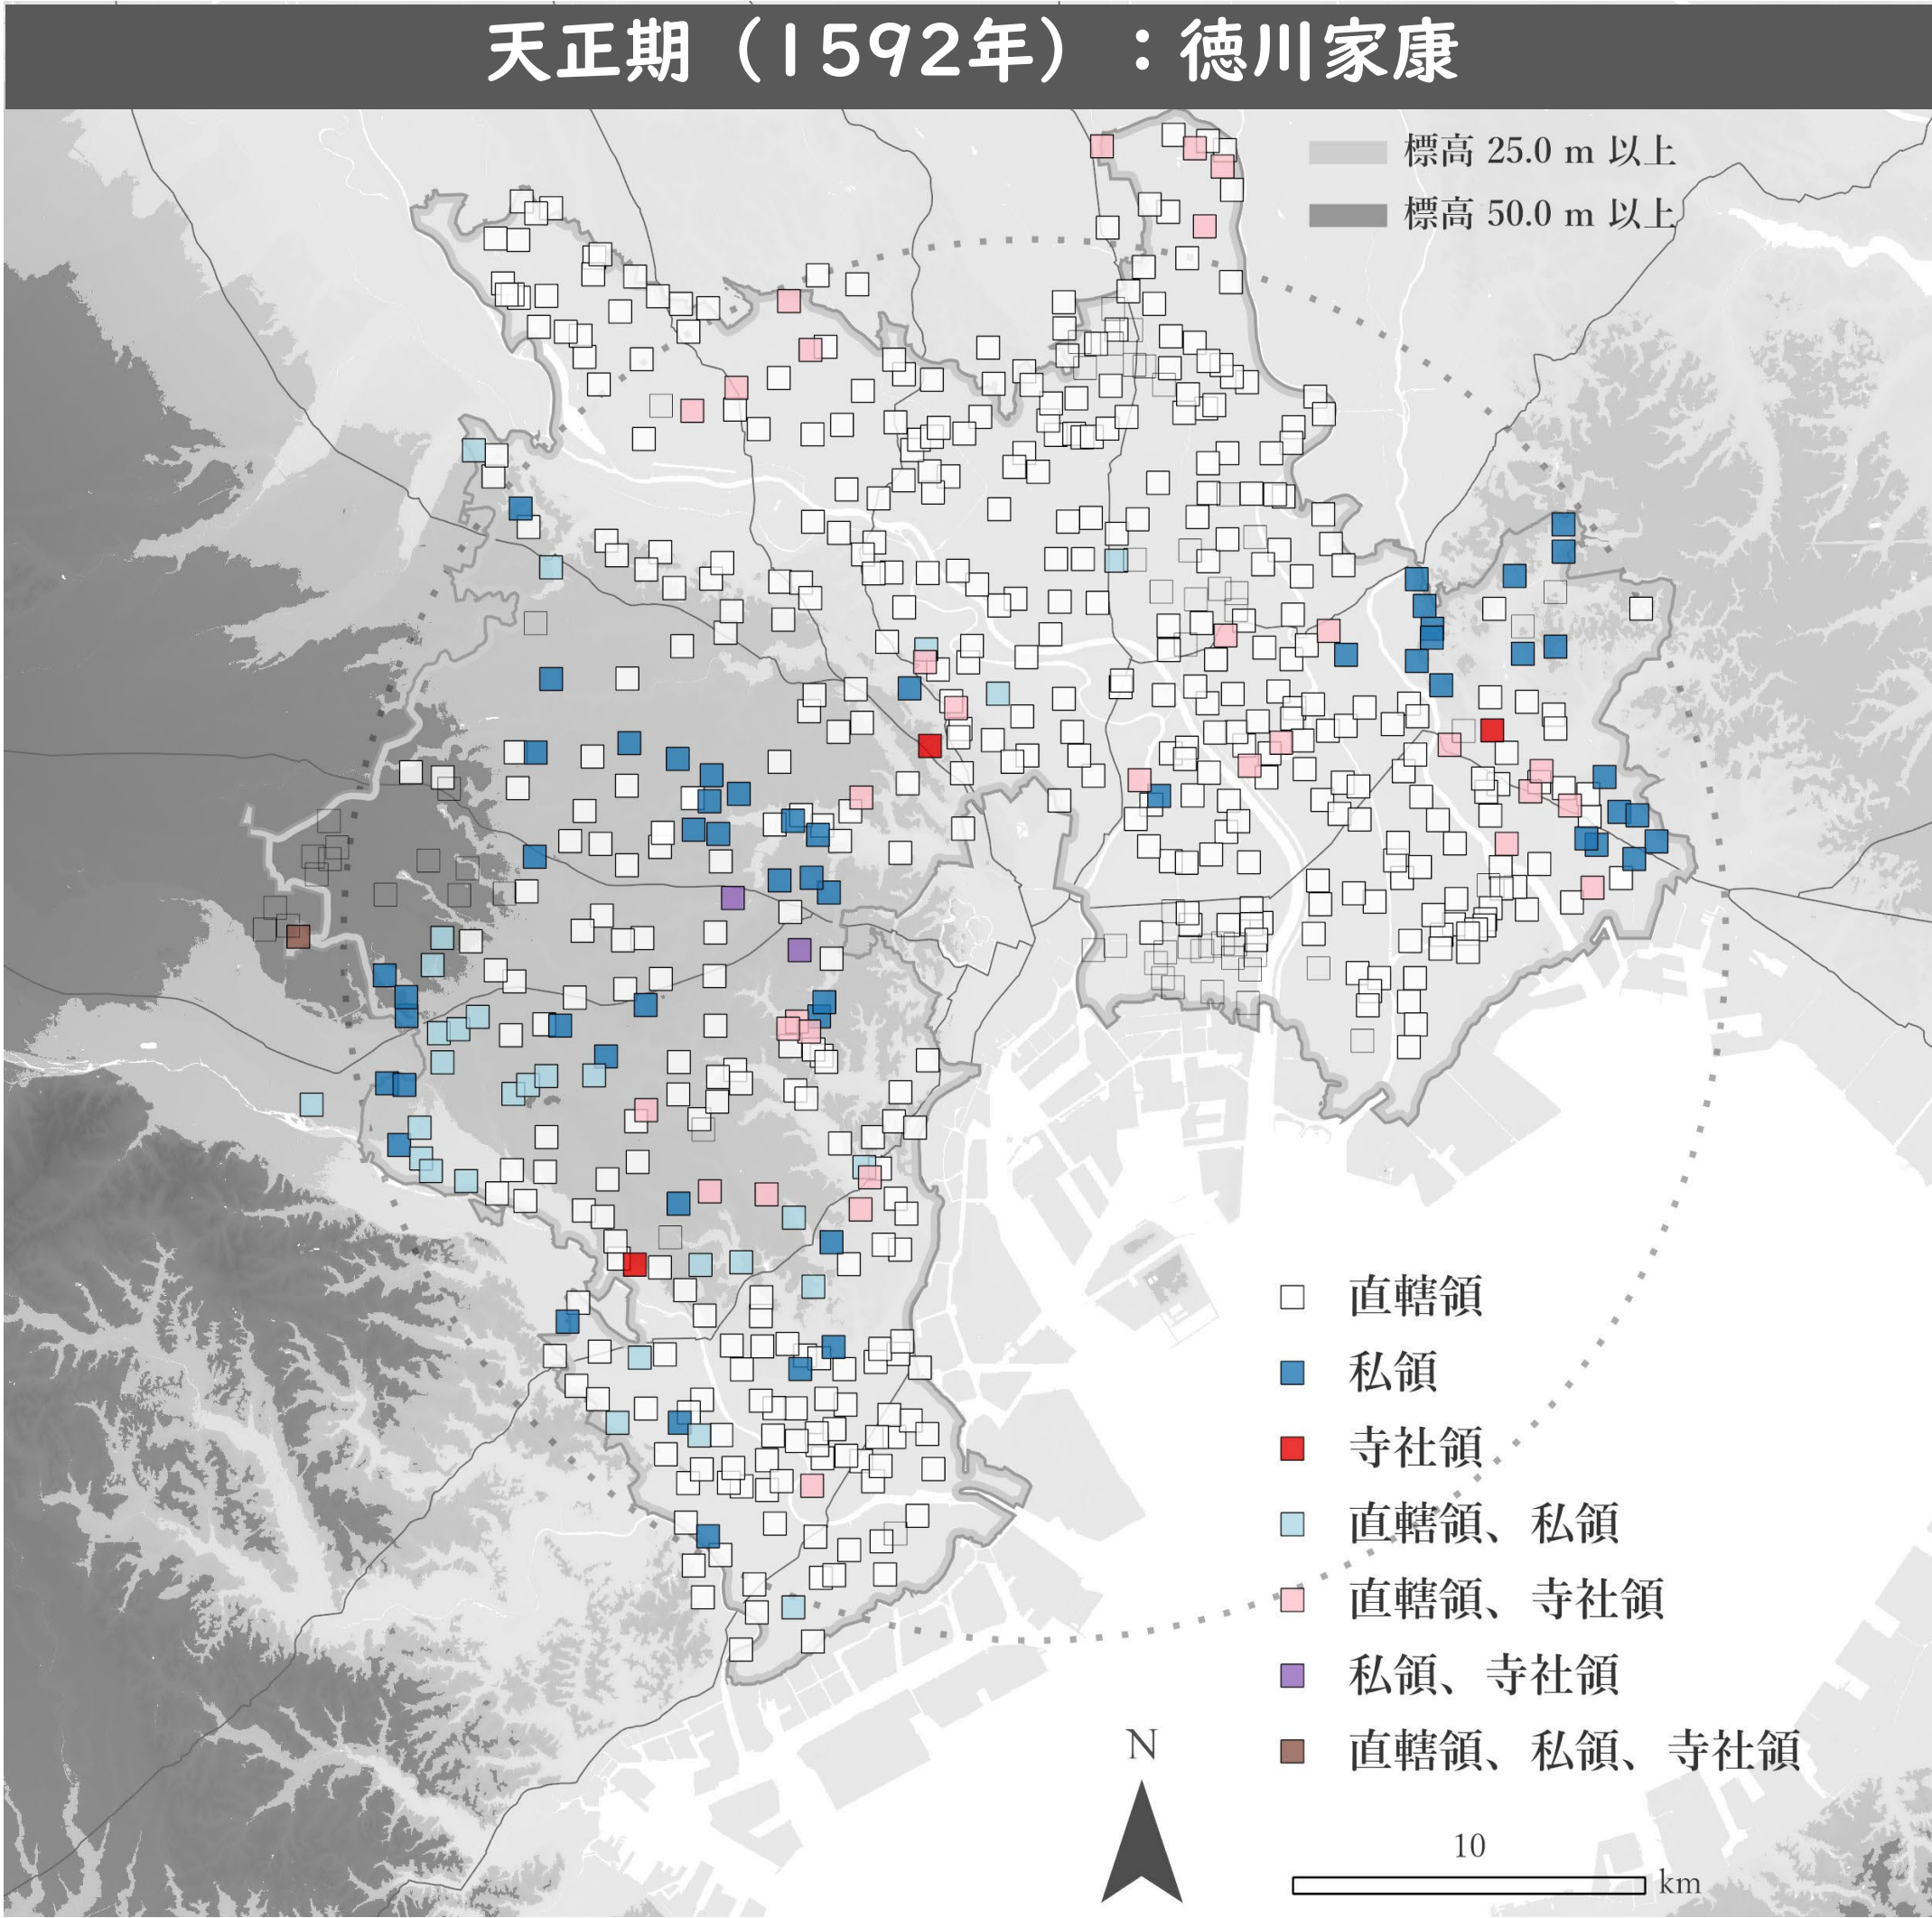 天正期（1592年）：徳川家康
標高 25.0 m 以上
標高 50.0 m 以上
直轄領
私領
寺社領
直轄領、私領
直轄領、寺社領
私領、寺社領
直轄領、私領、寺社領
N
10
km